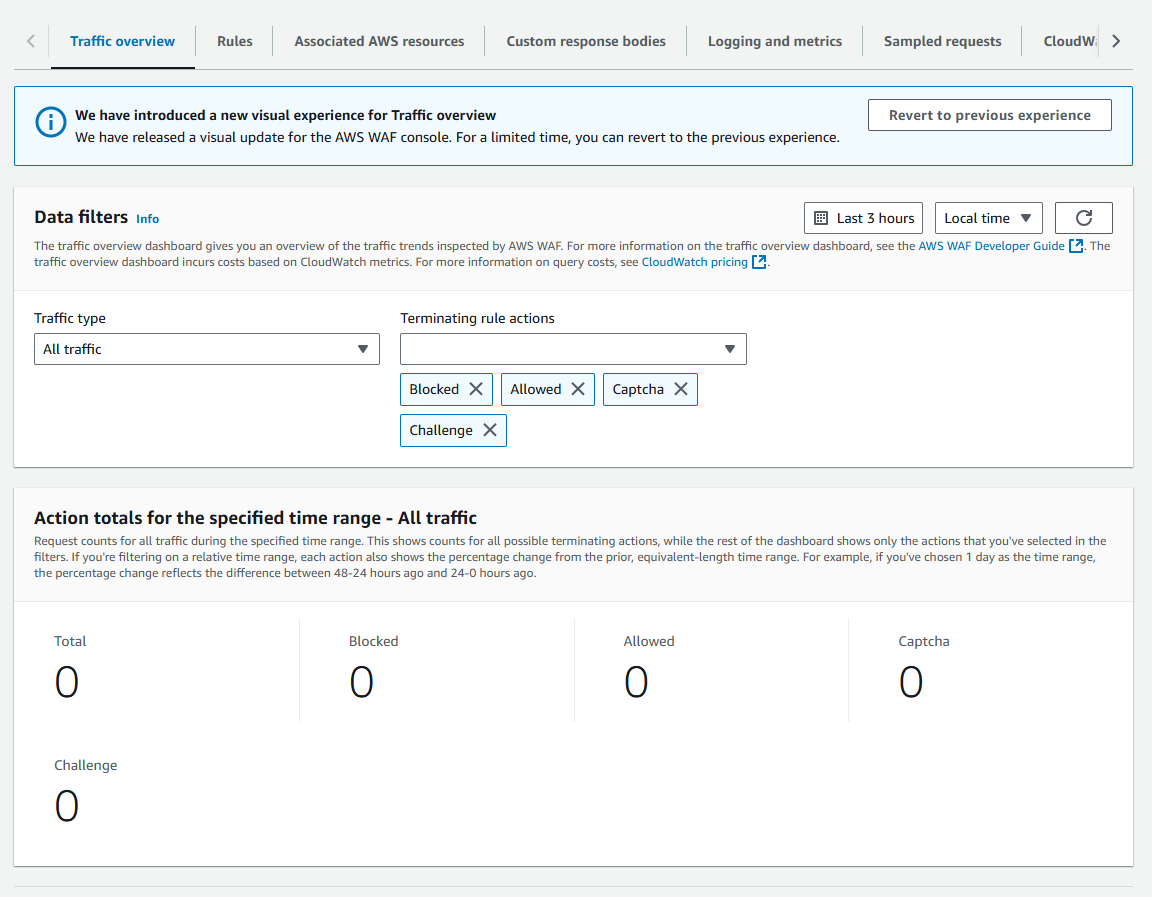 Traffic overview
Rules
Associated AWS resources
Custom response bodies
Logging and metrics
Sampled requests
CloudW
We have introduced a new visual experience for Traffic overview
We have released a visual update for the AWS WAF console. For a limited time, you can revert to the previous experience.
Revert to previous experience
Data filters Info
Last 3 hours
Local time
The traffic overview dashboard gives you an overview of the traffic trends inspected by AWS WAF. For more information on the traffic overview dashboard, see the AWS WAF Developer Guide. The
traffic overview dashboard incurs costs based on CloudWatch metrics. For more information on query costs, see CloudWatch pricing.
Traffic type
All traffic
Terminating rule actions
Blocked
Allowed
Captcha
Challenge
Action totals for the specified time range - All traffic
Request counts for all traffic during the specified time range. This shows counts for all possible terminating actions, while the rest of the dashboard shows only the actions that you've selected in the
filters. If you're filtering on a relative time range, each action also shows the percentage change from the prior, equivalent-length time range. For example, if you've chosen 1 day as the time range,
the percentage change reflects the difference between 48-24 hours ago and 24-0 hours ago.
Total
0
Blocked
0
Allowed
0
Captcha
0
Challenge
0